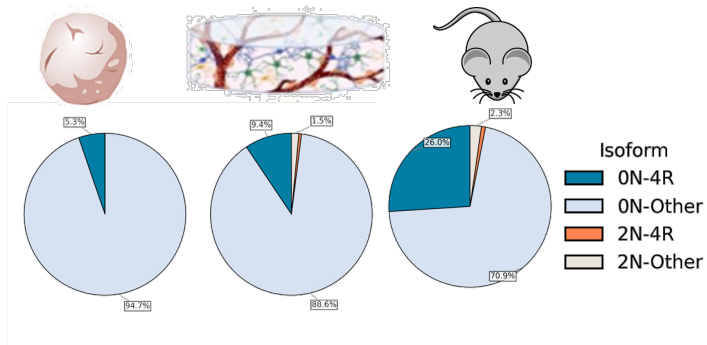 5.3%
94.7%
9.4%
1.5%
88.6%
26.0%
2.3%
70.9%
Isoform
0N-4R
0N-Other
2N-4R
2N-Other